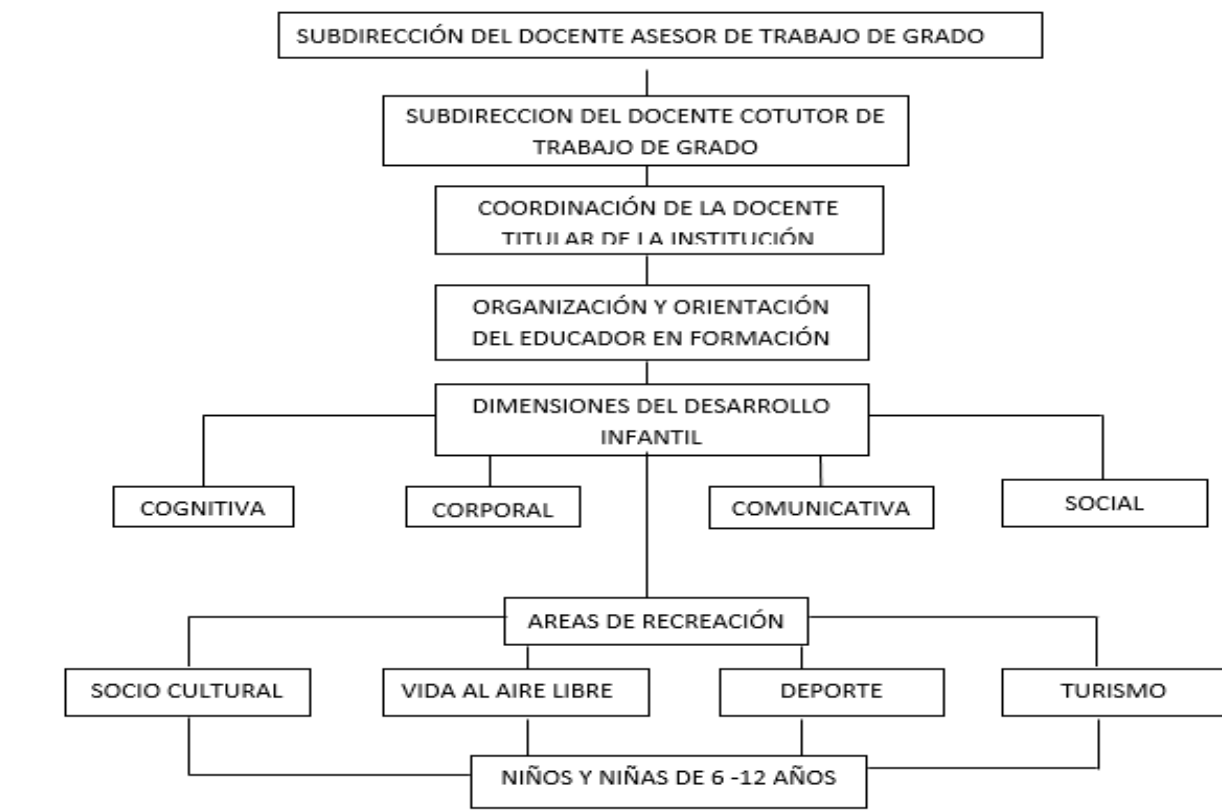 SUBDIRECCIÓN DEL DOCENTE ASESOR DE TRABAJO DE GRADO
SUBDIRECCION DEL DOCENTE COTUTOR DE
TRABAJO DE GRADO
COORDINACIÓN DE LA DOCENTE
TITULAR DE LA INSTITUCIÓN
ORGANIZACIÓN Y ORIENTACIÓN
DEL EDUCADOR EN FORMACIÓN
DIMENSIONES DEL DESARROLLO
INFANTIL
COGNITIVA
CORPORAL
COMUNICATIVA
SOCIAL
AREAS DE RECREACIÓN
SOCIO CULTURAL
VIDA AL AIRE LIBRE
DEPORTE
TURISMO
NIÑOS Y NIÑAS DE 6 -12 AÑOS